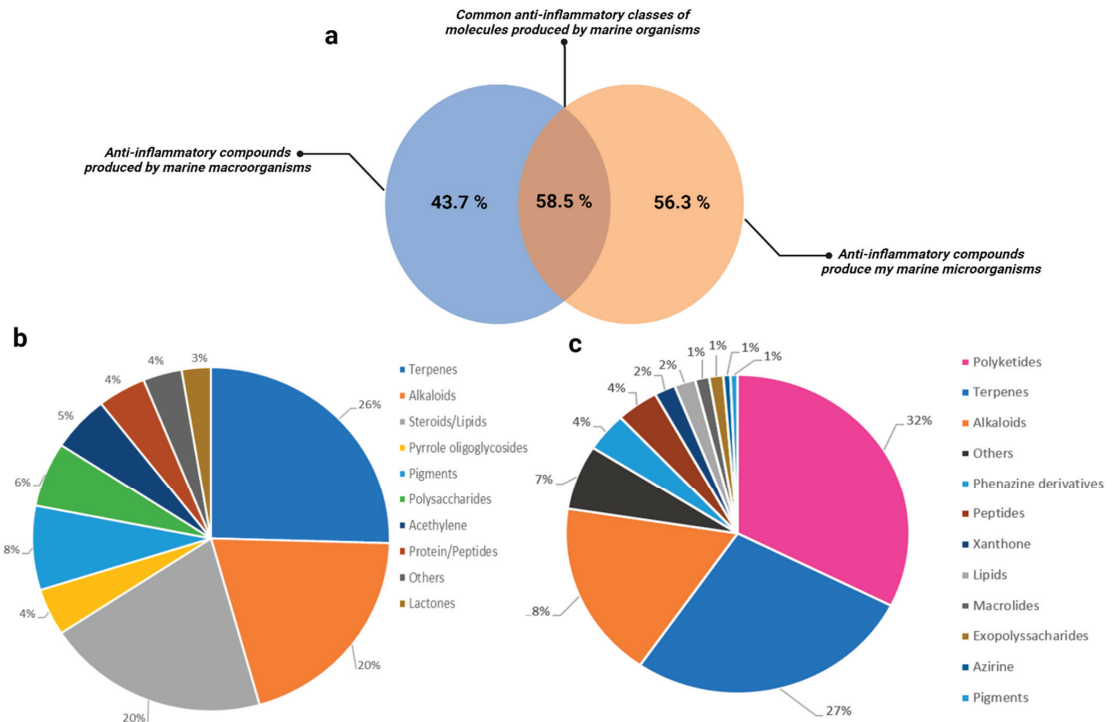 a
Common anti-inflammatory classes of
molecules produced by marine organisms
Anti-inflammatory compounds
produced by marine macroorganisms
43.7 %
58.5 %
56.3 %
Anti-inflammatory compounds
produce my marine microorganisms
b
26%
20%
20%
4%
8%
6%
5%
4%
4%
3%
Terpenes
Alkaloids
Steroids/Lipids
Pyrrole oligoglycosides
Pigments
Polysaccharides
Acethylene
Protein/Peptides
Others
Lactones
c
32%
27%
8%
7%
4%
4%
2%
2%
1%
1%
1%
1%
Polyketides
Terpenes
Alkaloids
Others
Phenazine derivatives
Peptides
Xanthone
Lipids
Macrolides
Exopolyssacharides
Azirine
Pigments